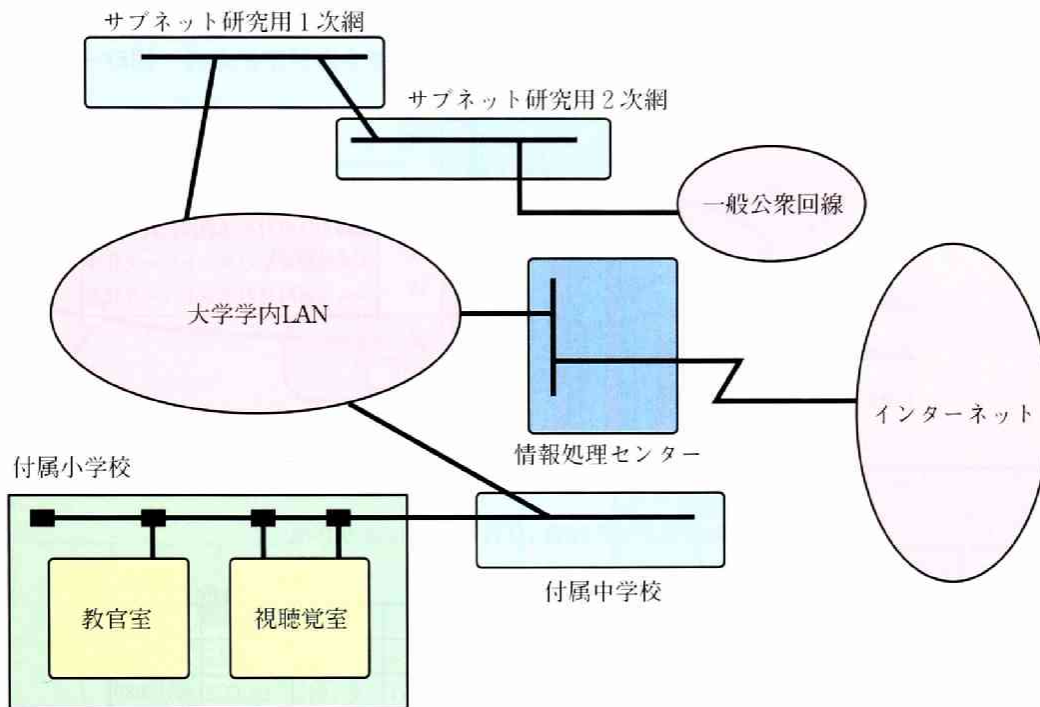 サブネット研究用１次網
サブネット研究用２次網
一般公衆回線
大学学内LAN
インターネット
情報処理センター
付属小学校
付属中学校
教官室
視聴覚室